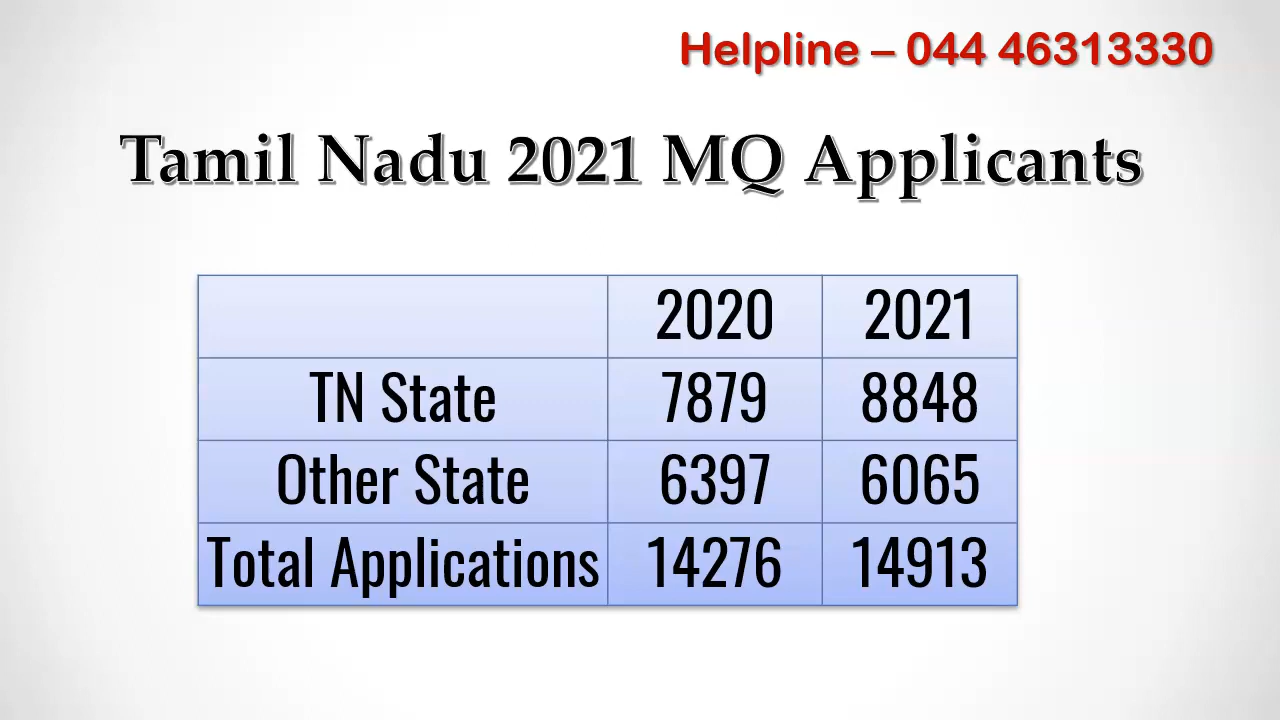 Helpline – 044 46313330
Tamil Nadu 2021 MQ Applicants
2020 2021
TN State 7879 8848
Other State 6397 6065
Total Applications 14276 14913